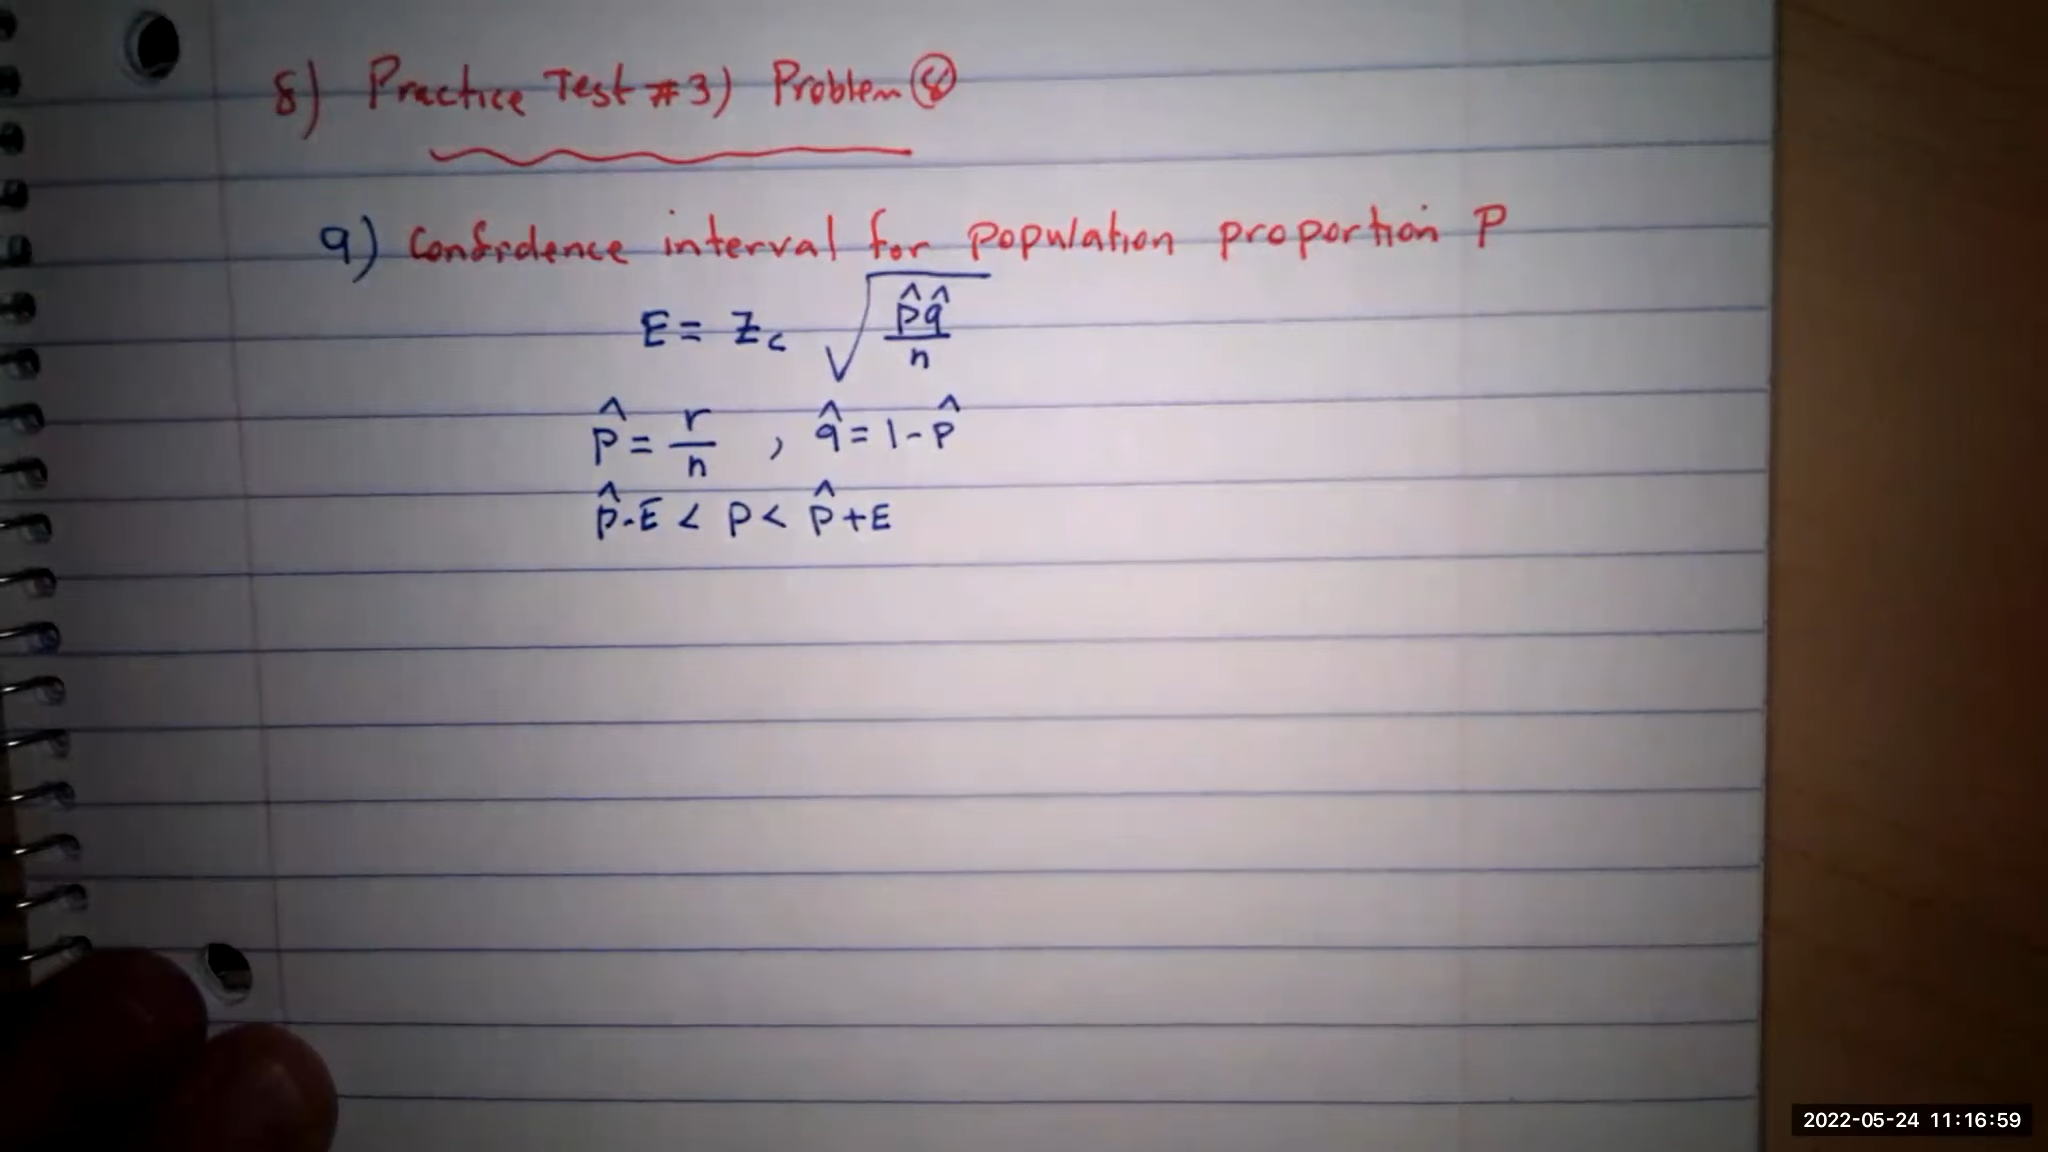 8) Practice Test #3) Problem ⑧
9) Confidence interval for population proportion P
E = Zc √(p̂q̂/n)
p̂ = r/n , q̂ = 1 - p̂
p̂ - E < P < p̂ + E
2022-05-24 11:16:59